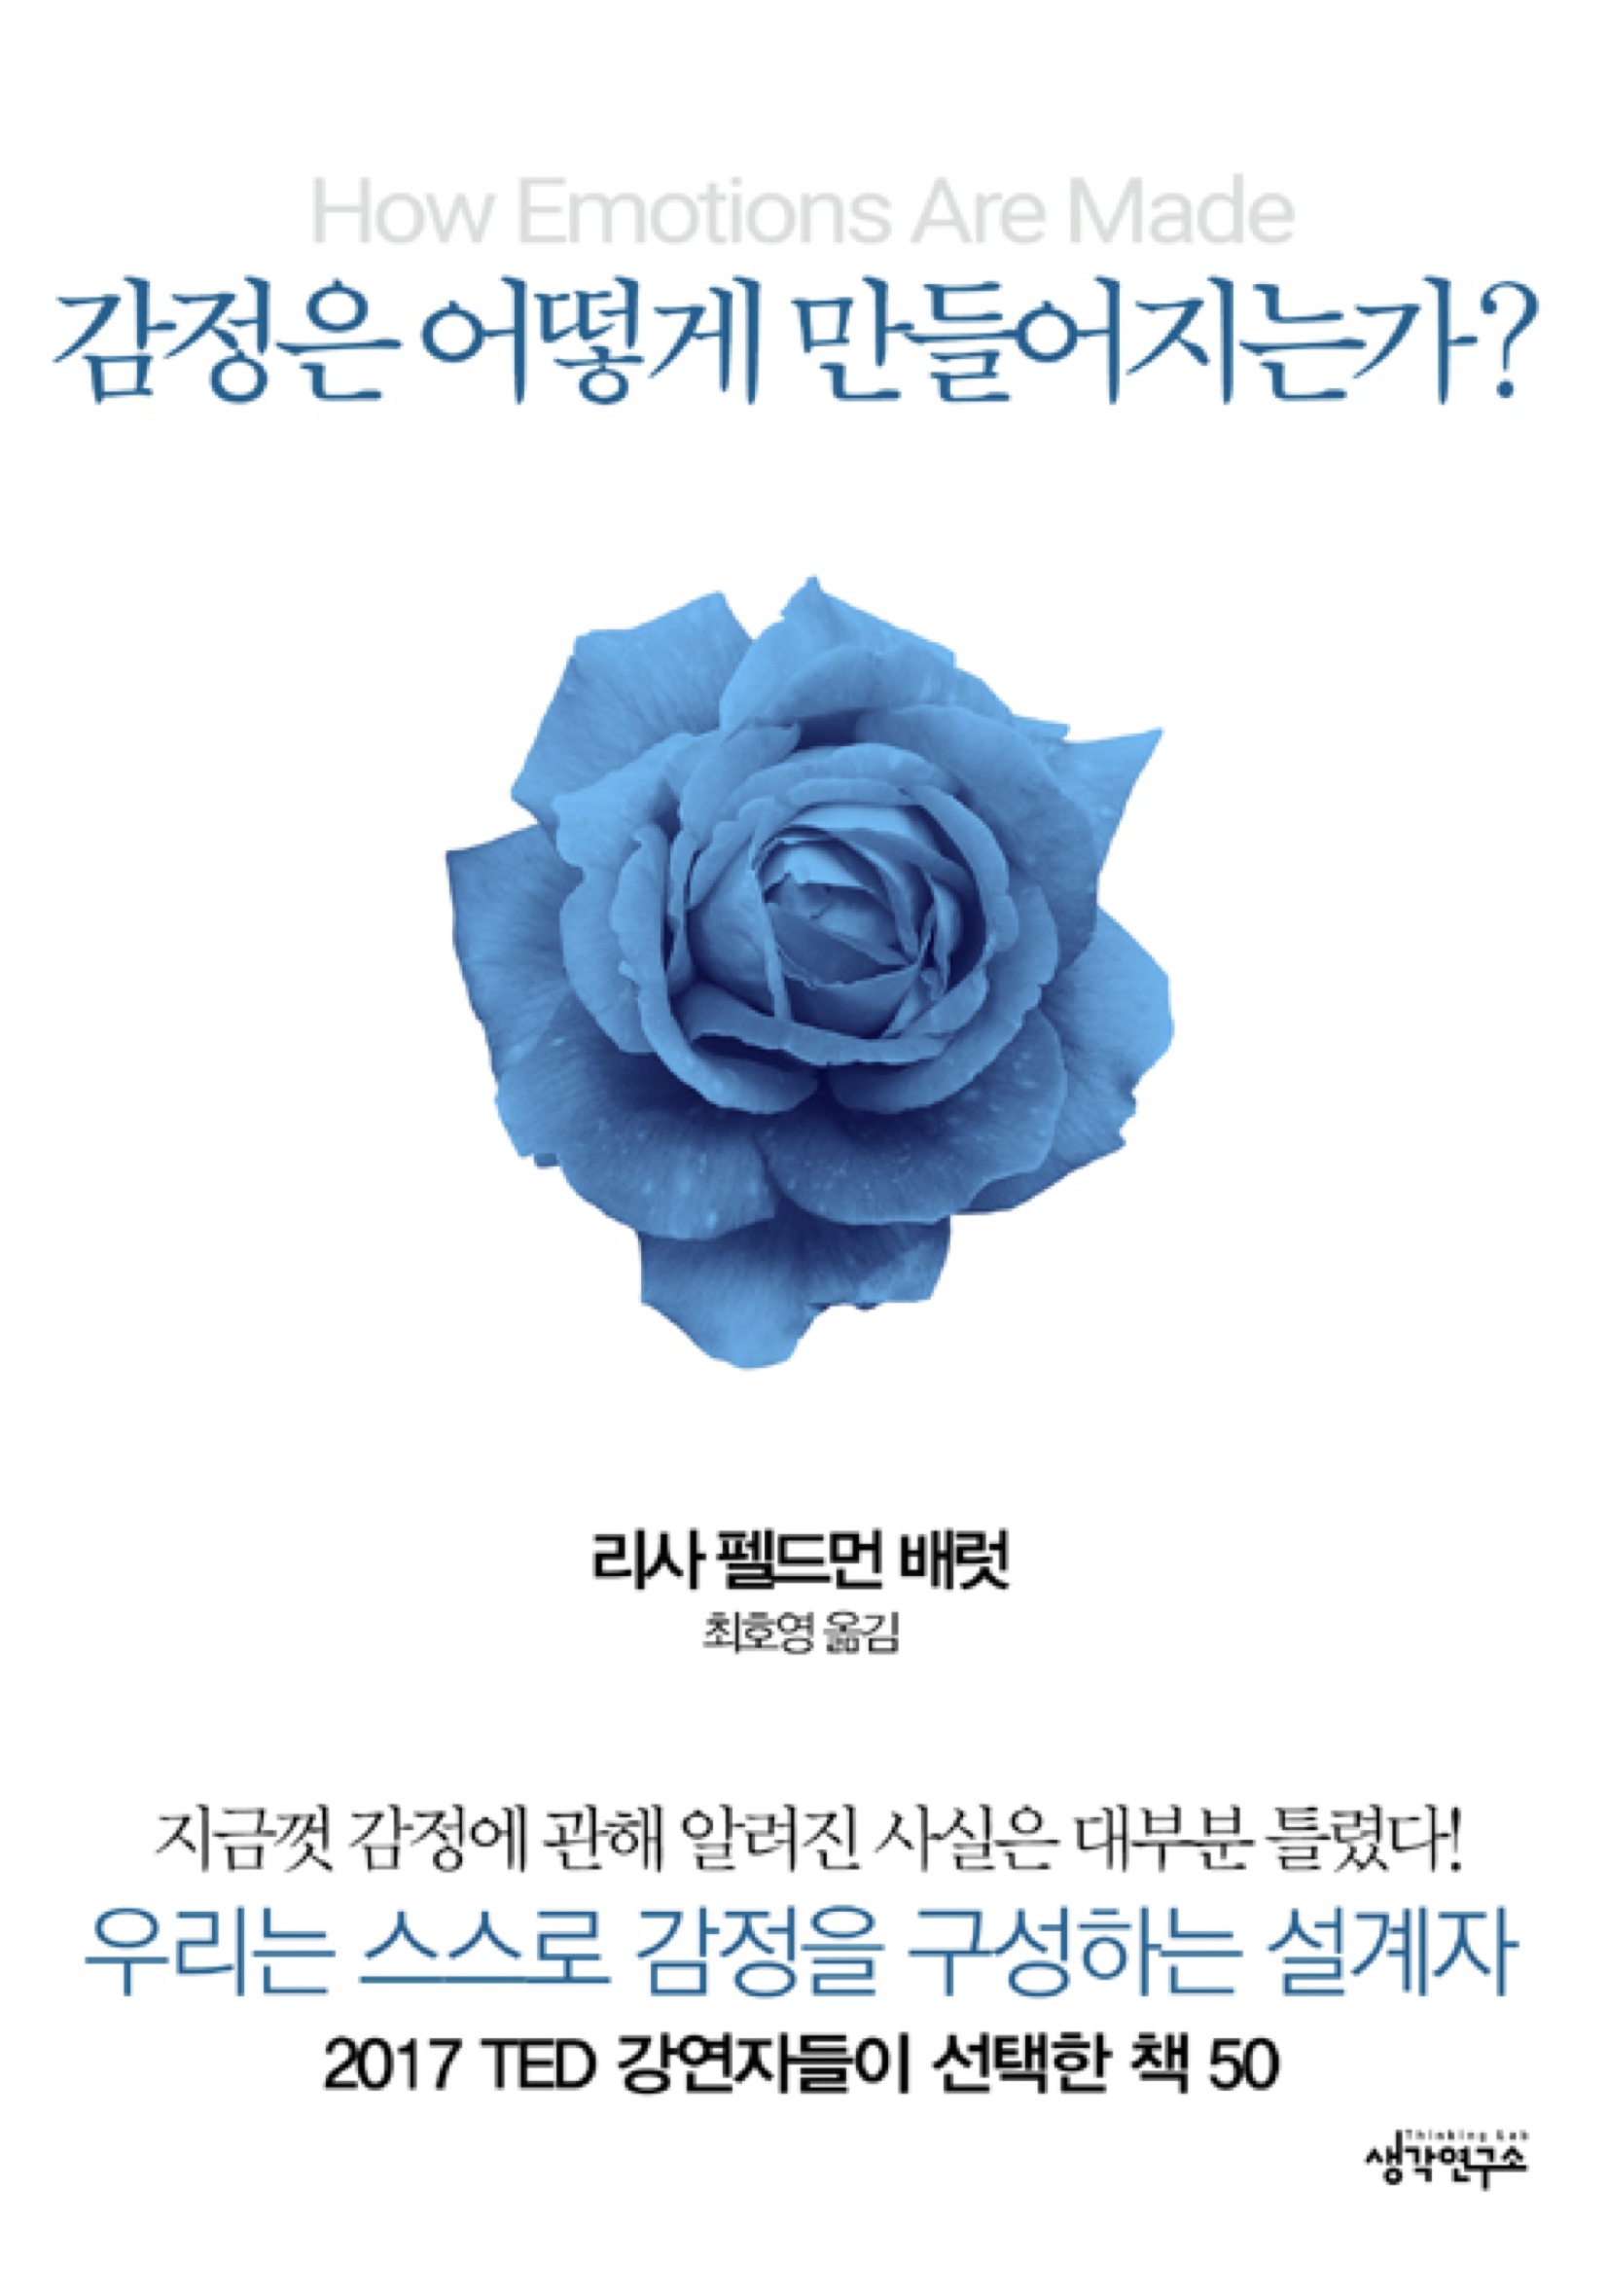 How Emotions Are Made
감정은 어떻게 만들어지는가?
리사 펠드먼 배럿
최호영 옮김
지금껏 감정에 관해 알려진 사실은 대부분 틀렸다!
우리는 스스로 감정을 구성하는 설계자
2017 TED 강연자들이 선택한 책 50
Thinking Lab
생각연구소